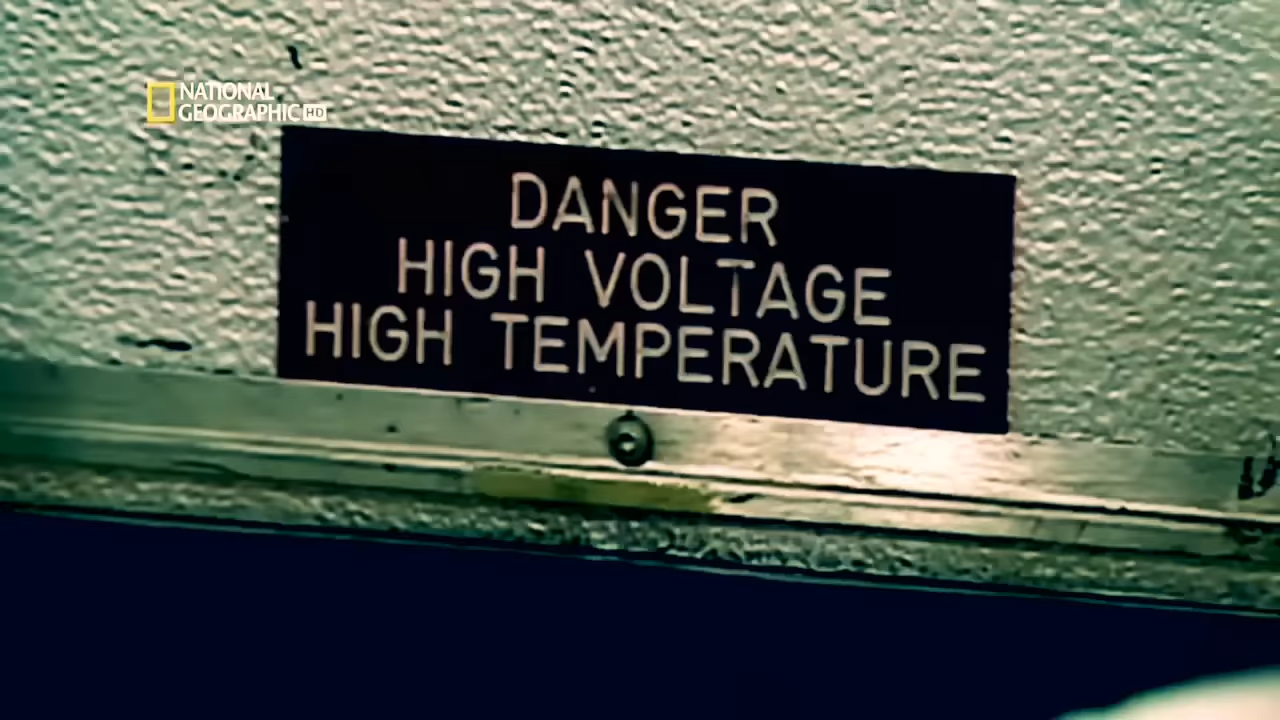 NATIONAL
GEOGRAPHIC HD
DANGER
HIGH VOLTAGE
HIGH TEMPERATURE